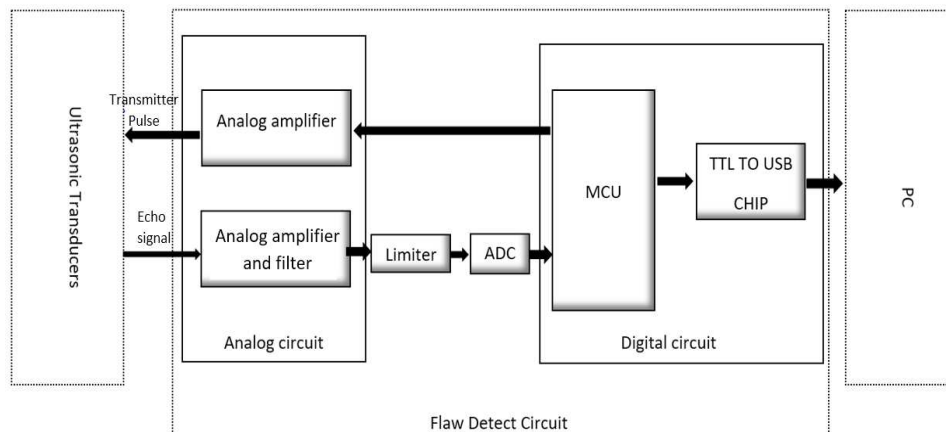 Ultrasonic Transducers
Transmitter
Pulse
Echo
signal
Analog amplifier
Analog amplifier
and filter
Analog circuit
Limiter
ADC
MCU
TTL TO USB
CHIP
Digital circuit
Flaw Detect Circuit
PC